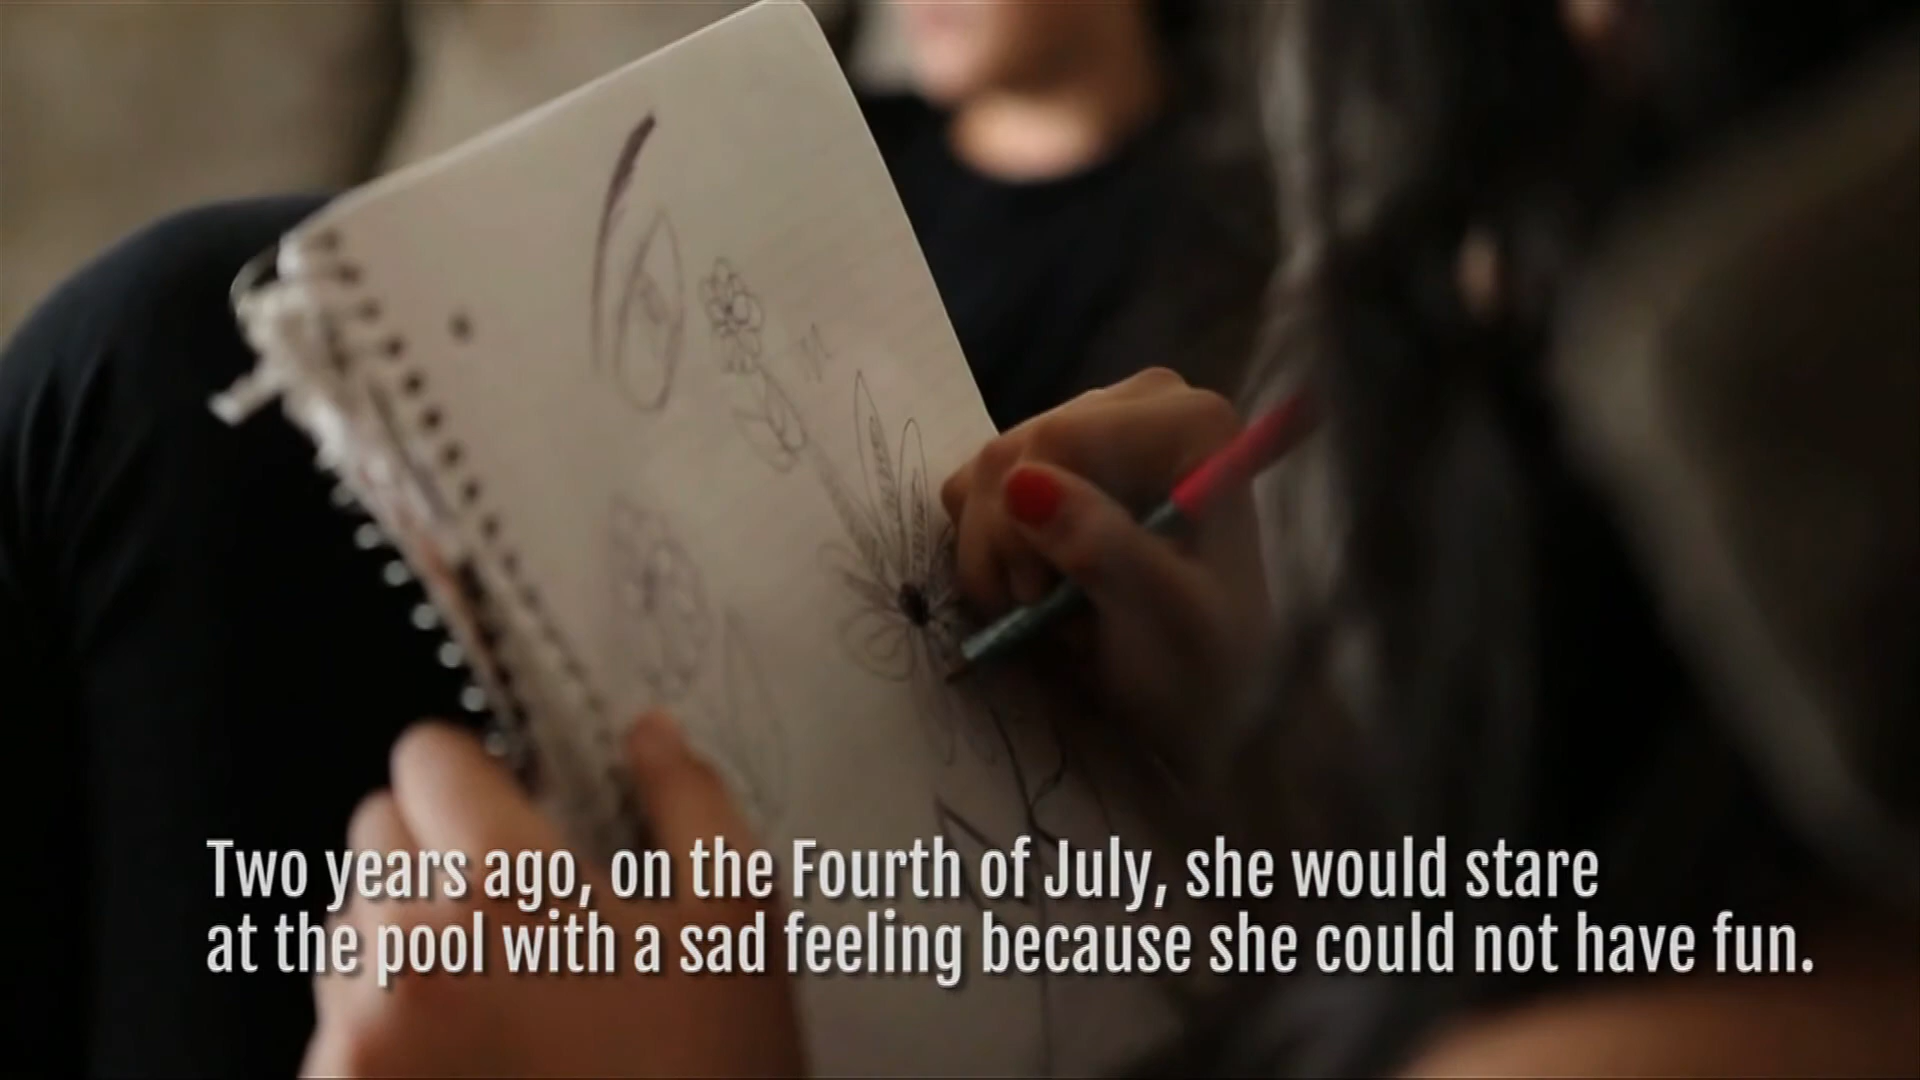 Two years ago, on the Fourth of July, she would stare
at the pool with a sad feeling because she could not have fun.